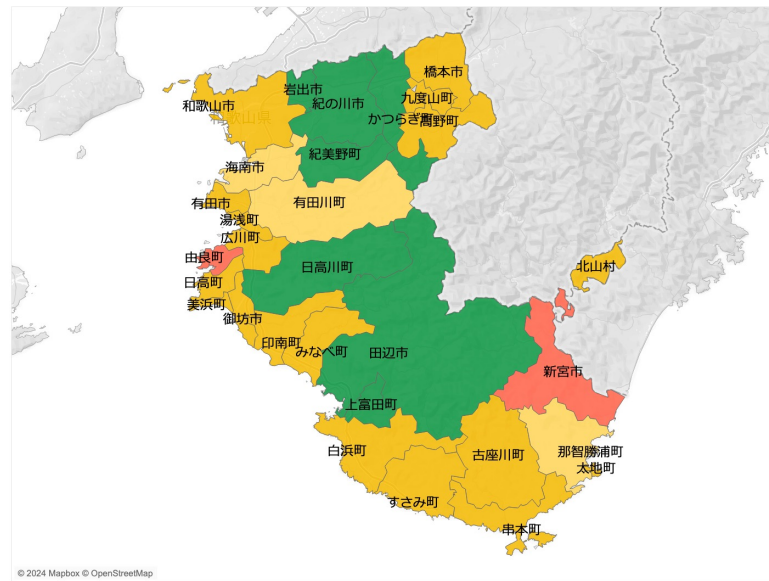 橋本市
岩出市
紀の川市
九度山町
和歌山市
和歌山県
かつらぎ町
高野町
紀美野町
海南市
有田市
有田川町
湯浅町
広川町
由良町
日高川町
北山村
日高町
美浜町
御坊市
印南町
みなべ町
田辺市
新宮市
上富田町
白浜町
古座川町
那智勝浦町
太地町
すさみ町
串本町
© 2024 Mapbox © OpenStreetMap